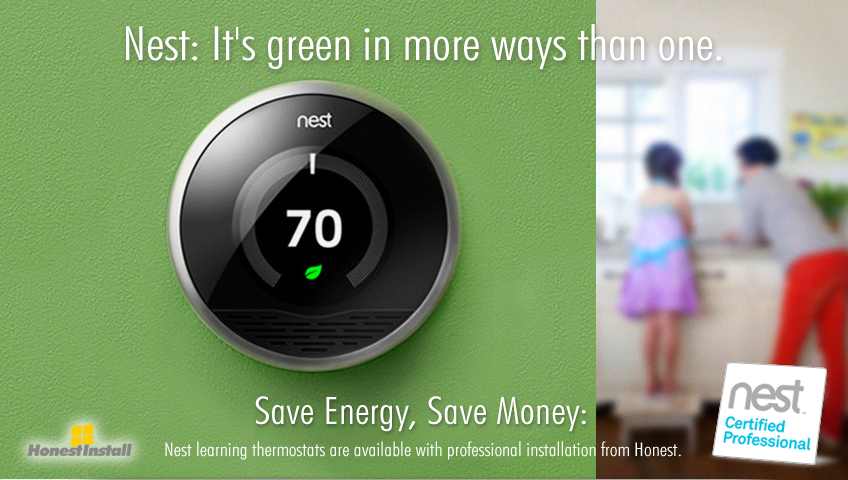 Nest: It's green in more ways than one.
nest
70
Save Energy, Save Money:
Nest learning thermostats are available with professional installation from Honest.
HonestInstall
nest
Certified
Professional